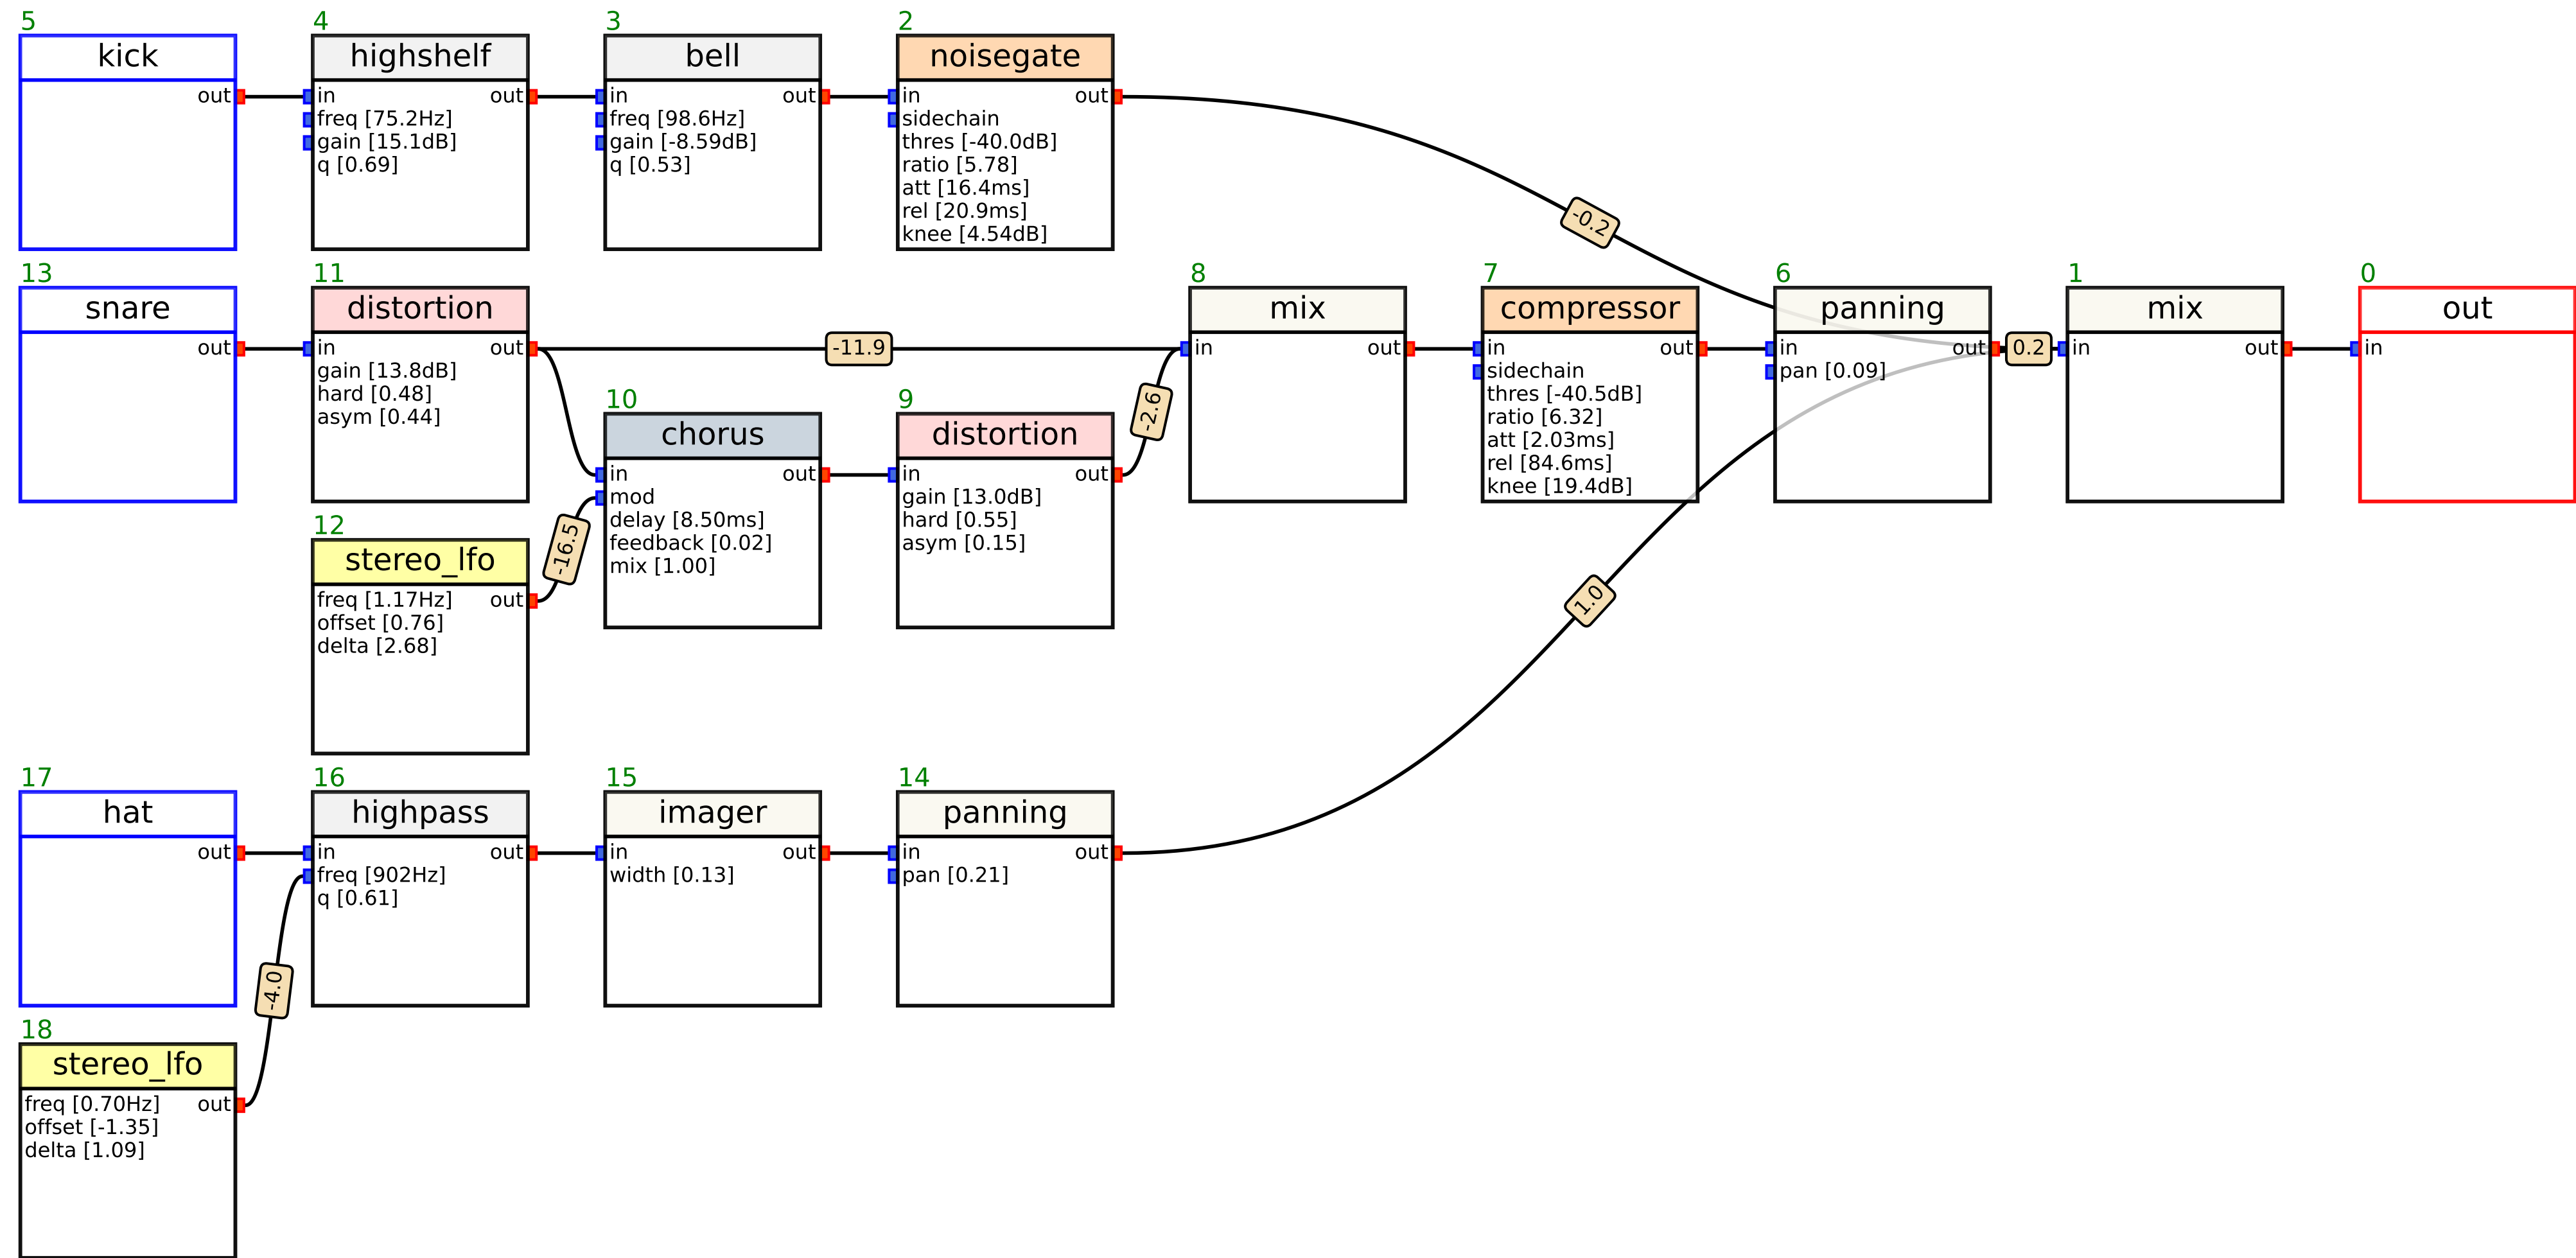 5
kick
out
4
highshelf
in out
freq [75.2Hz]
gain [15.1dB]
q [0.69]
3
bell
in out
freq [98.6Hz]
gain [-8.59dB]
q [0.53]
2
noisegate
in out
sidechain
thres [-40.0dB]
ratio [5.78]
att [16.4ms]
rel [20.9ms]
knee [4.54dB]
-0.2
13
snare
out
11
distortion
in out
gain [13.8dB]
hard [0.48]
asym [0.44]
-11.9
8
mix
in out
7
compressor
in out
sidechain
thres [-40.5dB]
ratio [6.32]
att [2.03ms]
rel [84.6ms]
knee [19.4dB]
6
panning
in out
pan [0.09]
0.2
1
mix
in out
0
out
in
10
chorus
in out
mod
delay [8.50ms]
feedback [0.02]
mix [1.00]
9
distortion
in out
gain [13.0dB]
hard [0.55]
asym [0.15]
-2.6
12
stereo_lfo
freq [1.17Hz] out
offset [0.76]
delta [2.68]
-16.5
1.0
17
hat
out
16
highpass
in out
freq [902Hz]
q [0.61]
15
imager
in out
width [0.13]
14
panning
in out
pan [0.21]
-4.0
18
stereo_lfo
freq [0.70Hz] out
offset [-1.35]
delta [1.09]